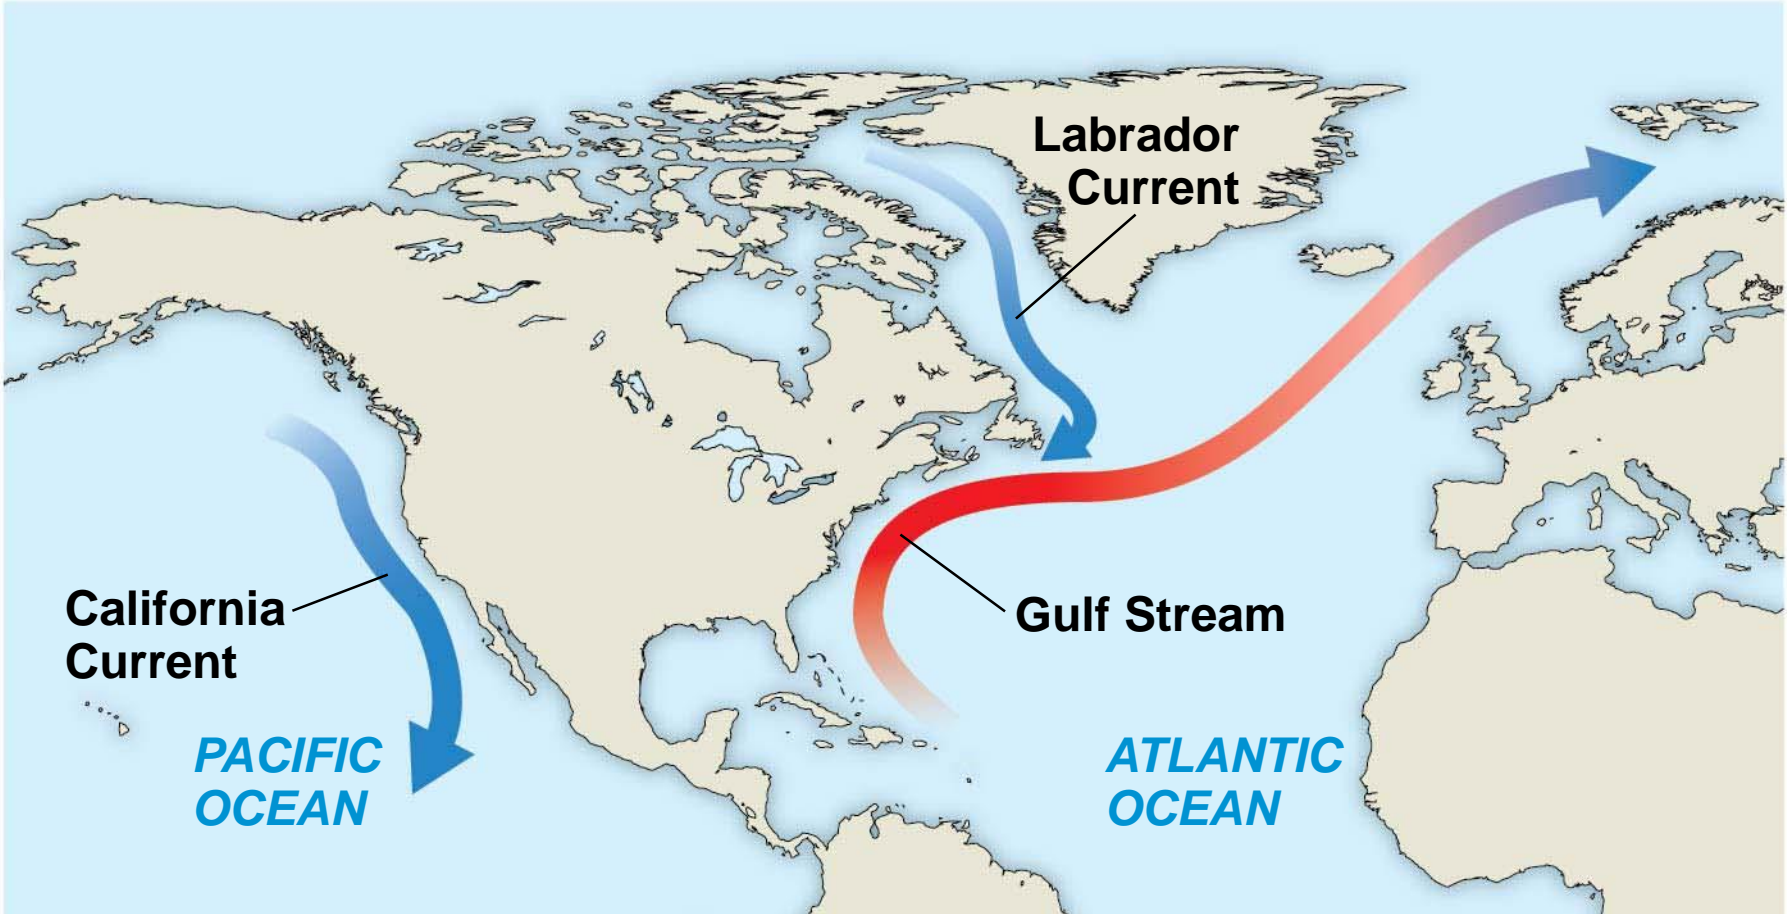 Labrador
Current
California
Current
Gulf Stream
PACIFIC
OCEAN
ATLANTIC
OCEAN